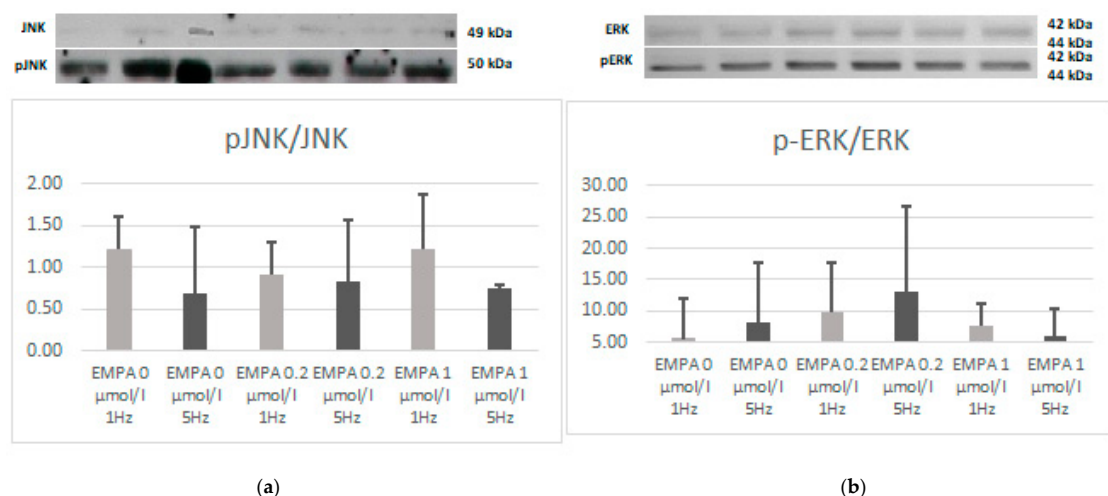 JNK
49 kDa
pJNK
50 kDa
pJNK/JNK
2.00
1.50
1.00
0.50
0.00
EMPA 0 EMPA 0 EMPA 0.2 EMPA 0.2 EMPA 1 EMPA 1
µmol/l µmol/l µmol/l µmol/l µmol/l µmol/l
1Hz 5Hz 1Hz 5Hz 1Hz 5Hz
(a)
ERK
42 kDa
44 kDa
pERK
42 kDa
44 kDa
p-ERK/ERK
30.00
25.00
20.00
15.00
10.00
5.00
EMPA 0 EMPA 0 EMPA 0.2 EMPA 0.2 EMPA 1 EMPA 1
µmol/l µmol/l µmol/l µmol/l µmol/l µmol/l
1Hz 5Hz 1Hz 5Hz 1Hz 5Hz
(b)